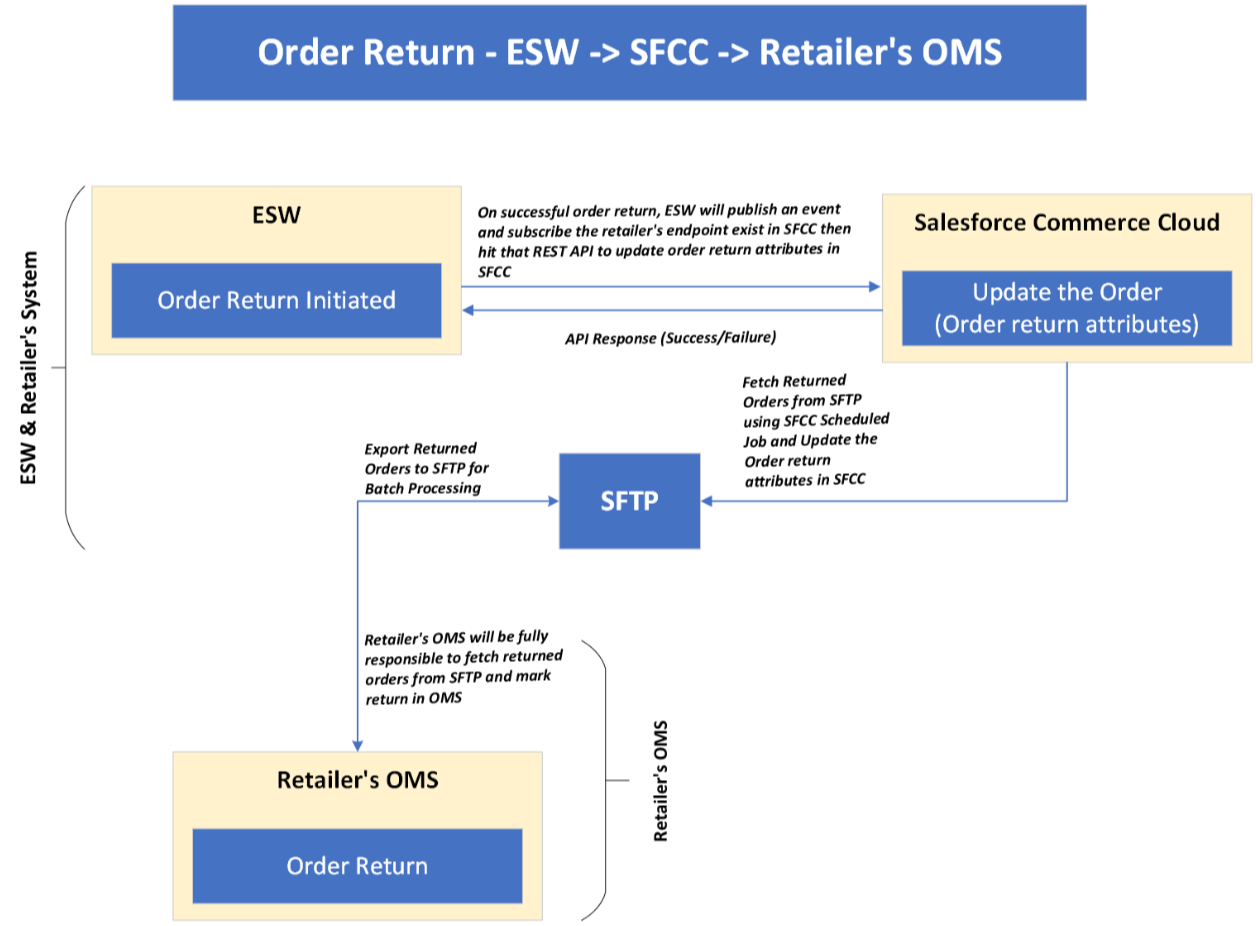 Order Return - ESW -> SFCC -> Retailer's OMS
ESW & Retailer's System
ESW
Order Return Initiated
On successful order return, ESW will publish an event
and subscribe the retailer's endpoint exist in SFCC then
hit that REST API to update order return attributes in
SFCC
API Response (Success/Failure)
Salesforce Commerce Cloud
Update the Order
(Order return attributes)
Fetch Returned
Orders from SFTP
using SFCC Scheduled
Job and Update the
Order return
attributes in SFCC
Export Returned
Orders to SFTP for
Batch Processing
SFTP
Retailer's OMS will be fully
responsible to fetch returned
orders from SFTP and mark
return in OMS
Retailer's OMS
Retailer's OMS
Order Return